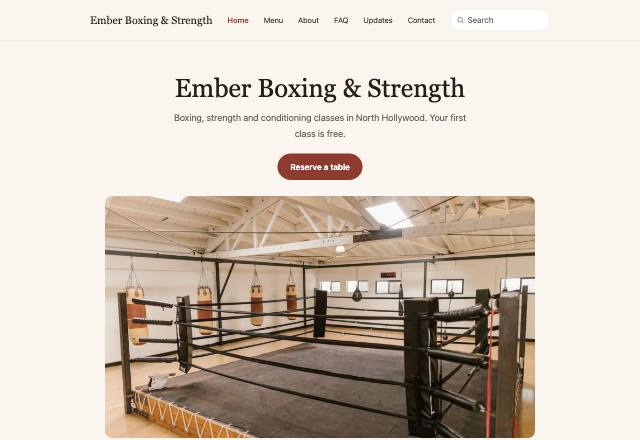 Ember Boxing & Strength Home Menu About FAQ Updates Contact Search
Ember Boxing & Strength
Boxing, strength and conditioning classes in North Hollywood. Your first
class is free.
Reserve a table